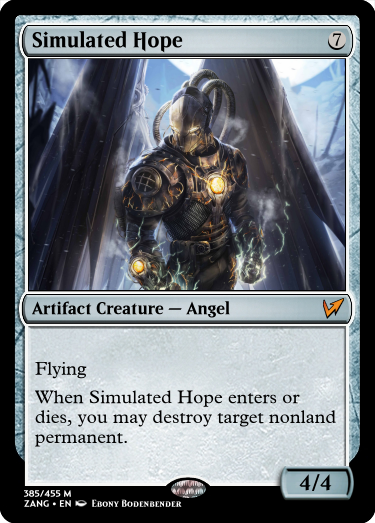 Simulated Hope 7
Artifact Creature — Angel
Flying
When Simulated Hope enters or
dies, you may destroy target nonland
permanent.
4/4
385/455 M
ZANG • EN Ebony Bodenbender